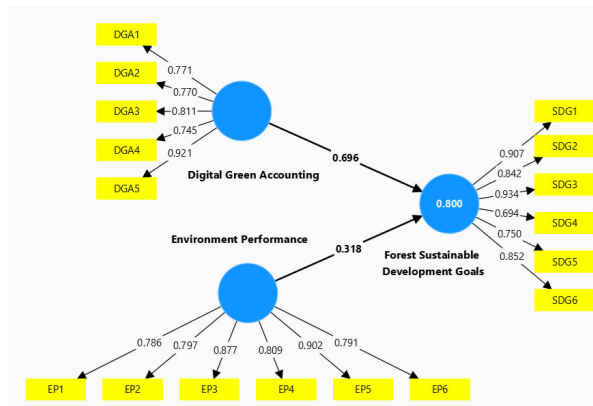 DGA1
DGA2
DGA3
DGA4
DGA5
0.771
0.770
0.811
0.745
0.921
Digital Green Accounting
0.696
Environment Performance
0.318
0.800
Forest Sustainable
Development Goals
SDG1
SDG2
SDG3
SDG4
SDG5
SDG6
0.907
0.842
0.934
0.694
0.750
0.852
0.786
0.797
0.877
0.809
0.902
0.791
EP1
EP2
EP3
EP4
EP5
EP6